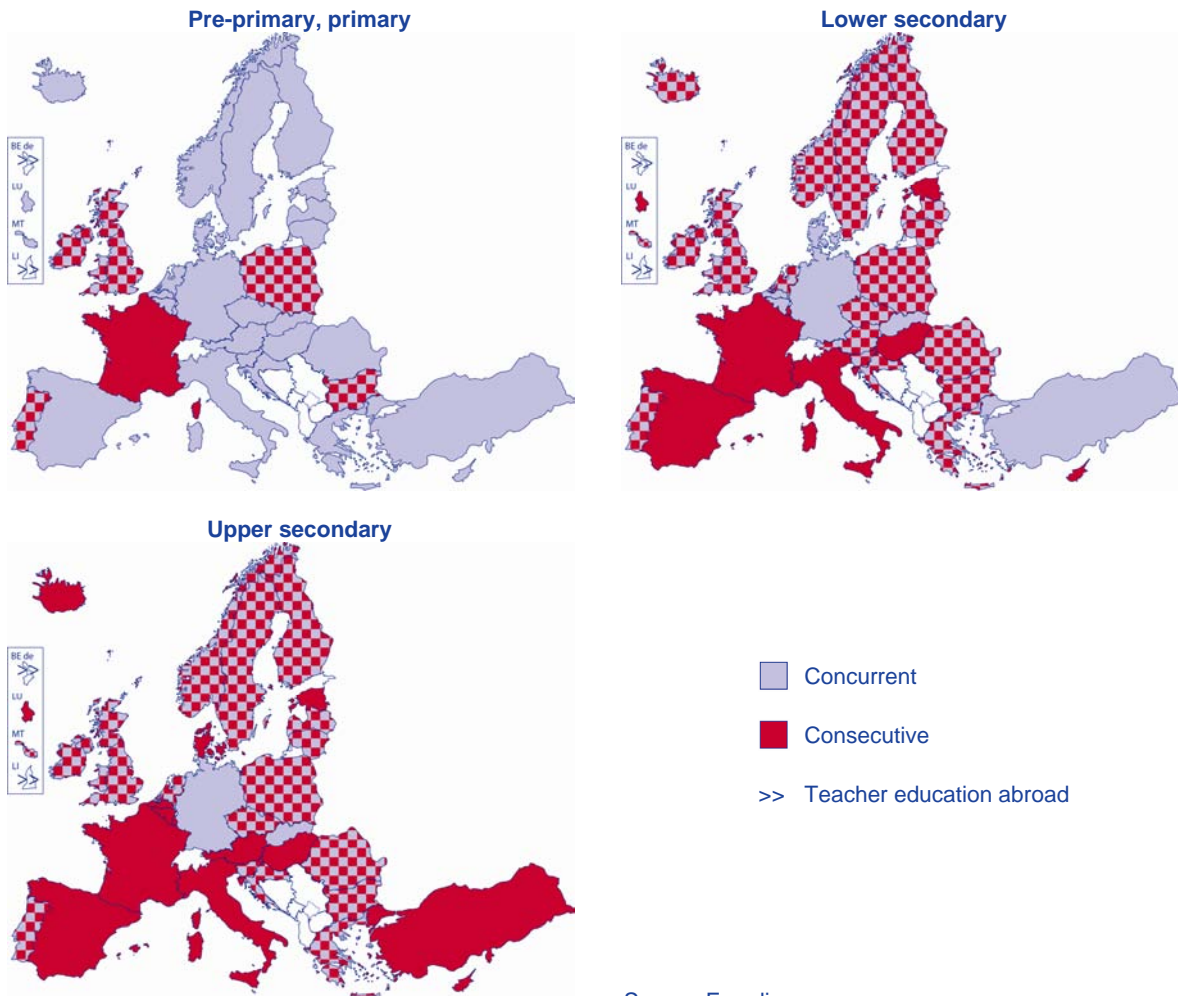 Pre-primary, primary
BE de
LU
MT
LI
Lower secondary
BE de
LU
MT
LI
Upper secondary
BE de
LU
MT
LI
Concurrent
Consecutive
>> Teacher education abroad